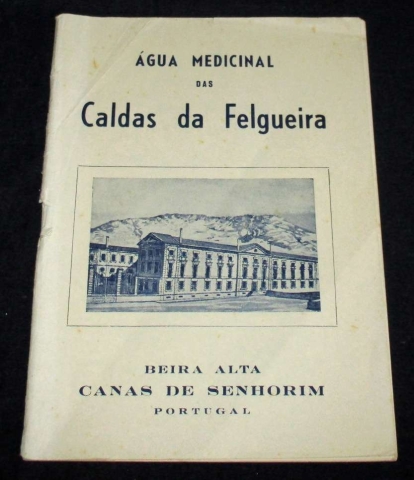 ÁGUA MEDICINAL
DAS
Caldas da Felgueira
BEIRA ALTA
CANAS DE SENHORIM
PORTUGAL